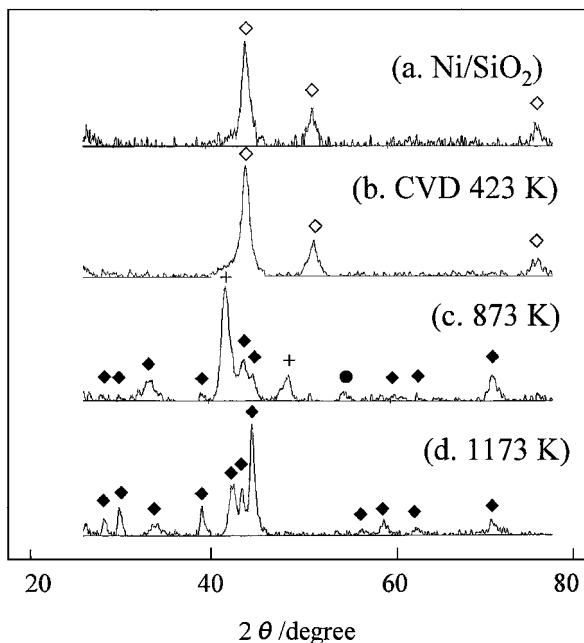 (a. Ni/SiO₂)
(b. CVD 423 K)
(c. 873 K)
(d. 1173 K)
20 40 60 80
2 θ /degree